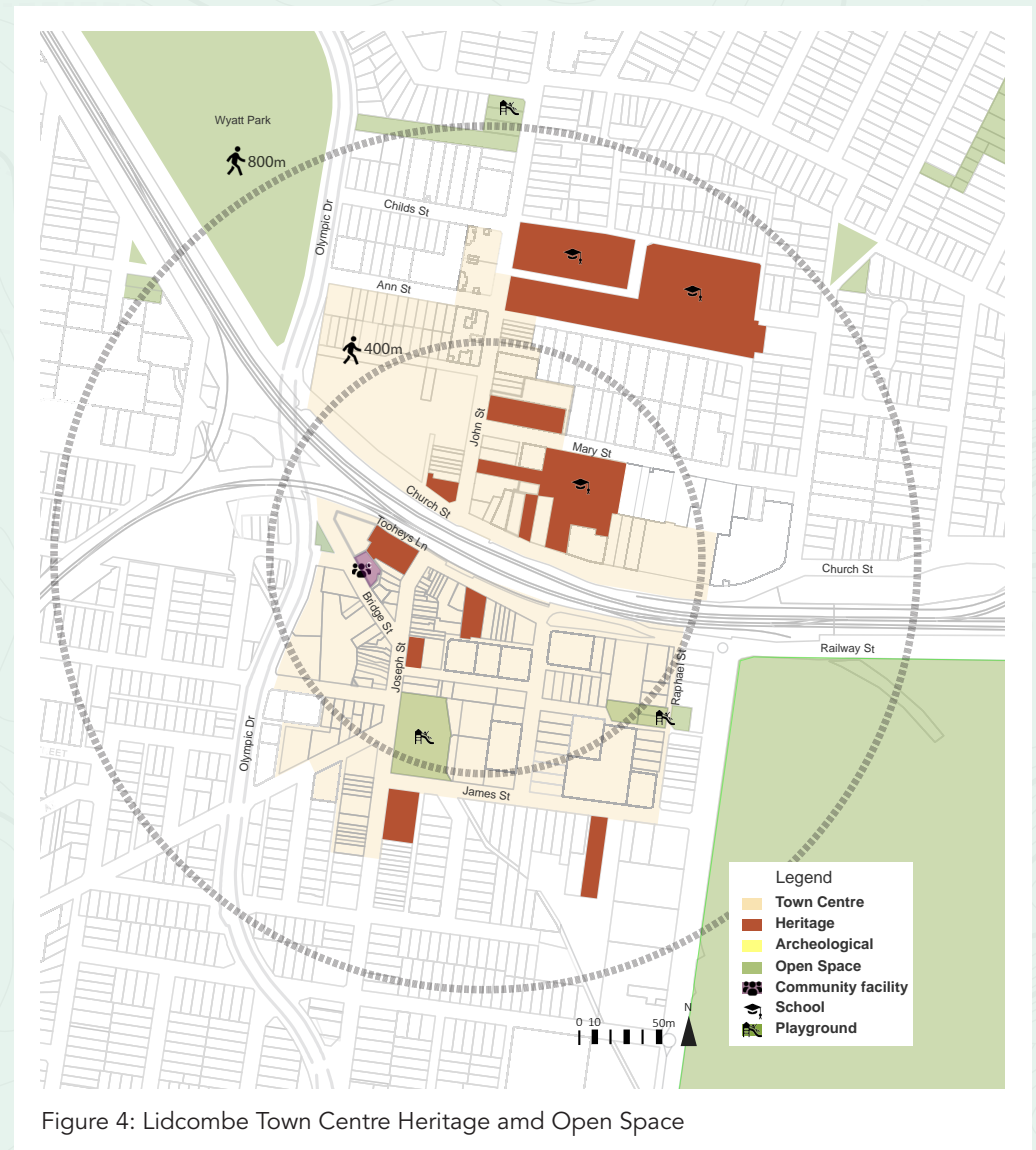 Wyatt Park
800m
Olympic Dr
Childs St
Ann St
400m
John St
Mary St
Church St
Tooheys Ln
Church St
Bridge St
Joseph St
Railway St
Raphael St
Olympic Dr
EET
James St
Legend
Town Centre
Heritage
Archeological
Open Space
Community facility
School
Playground
N
0 10 50m
Figure 4: Lidcombe Town Centre Heritage amd Open Space